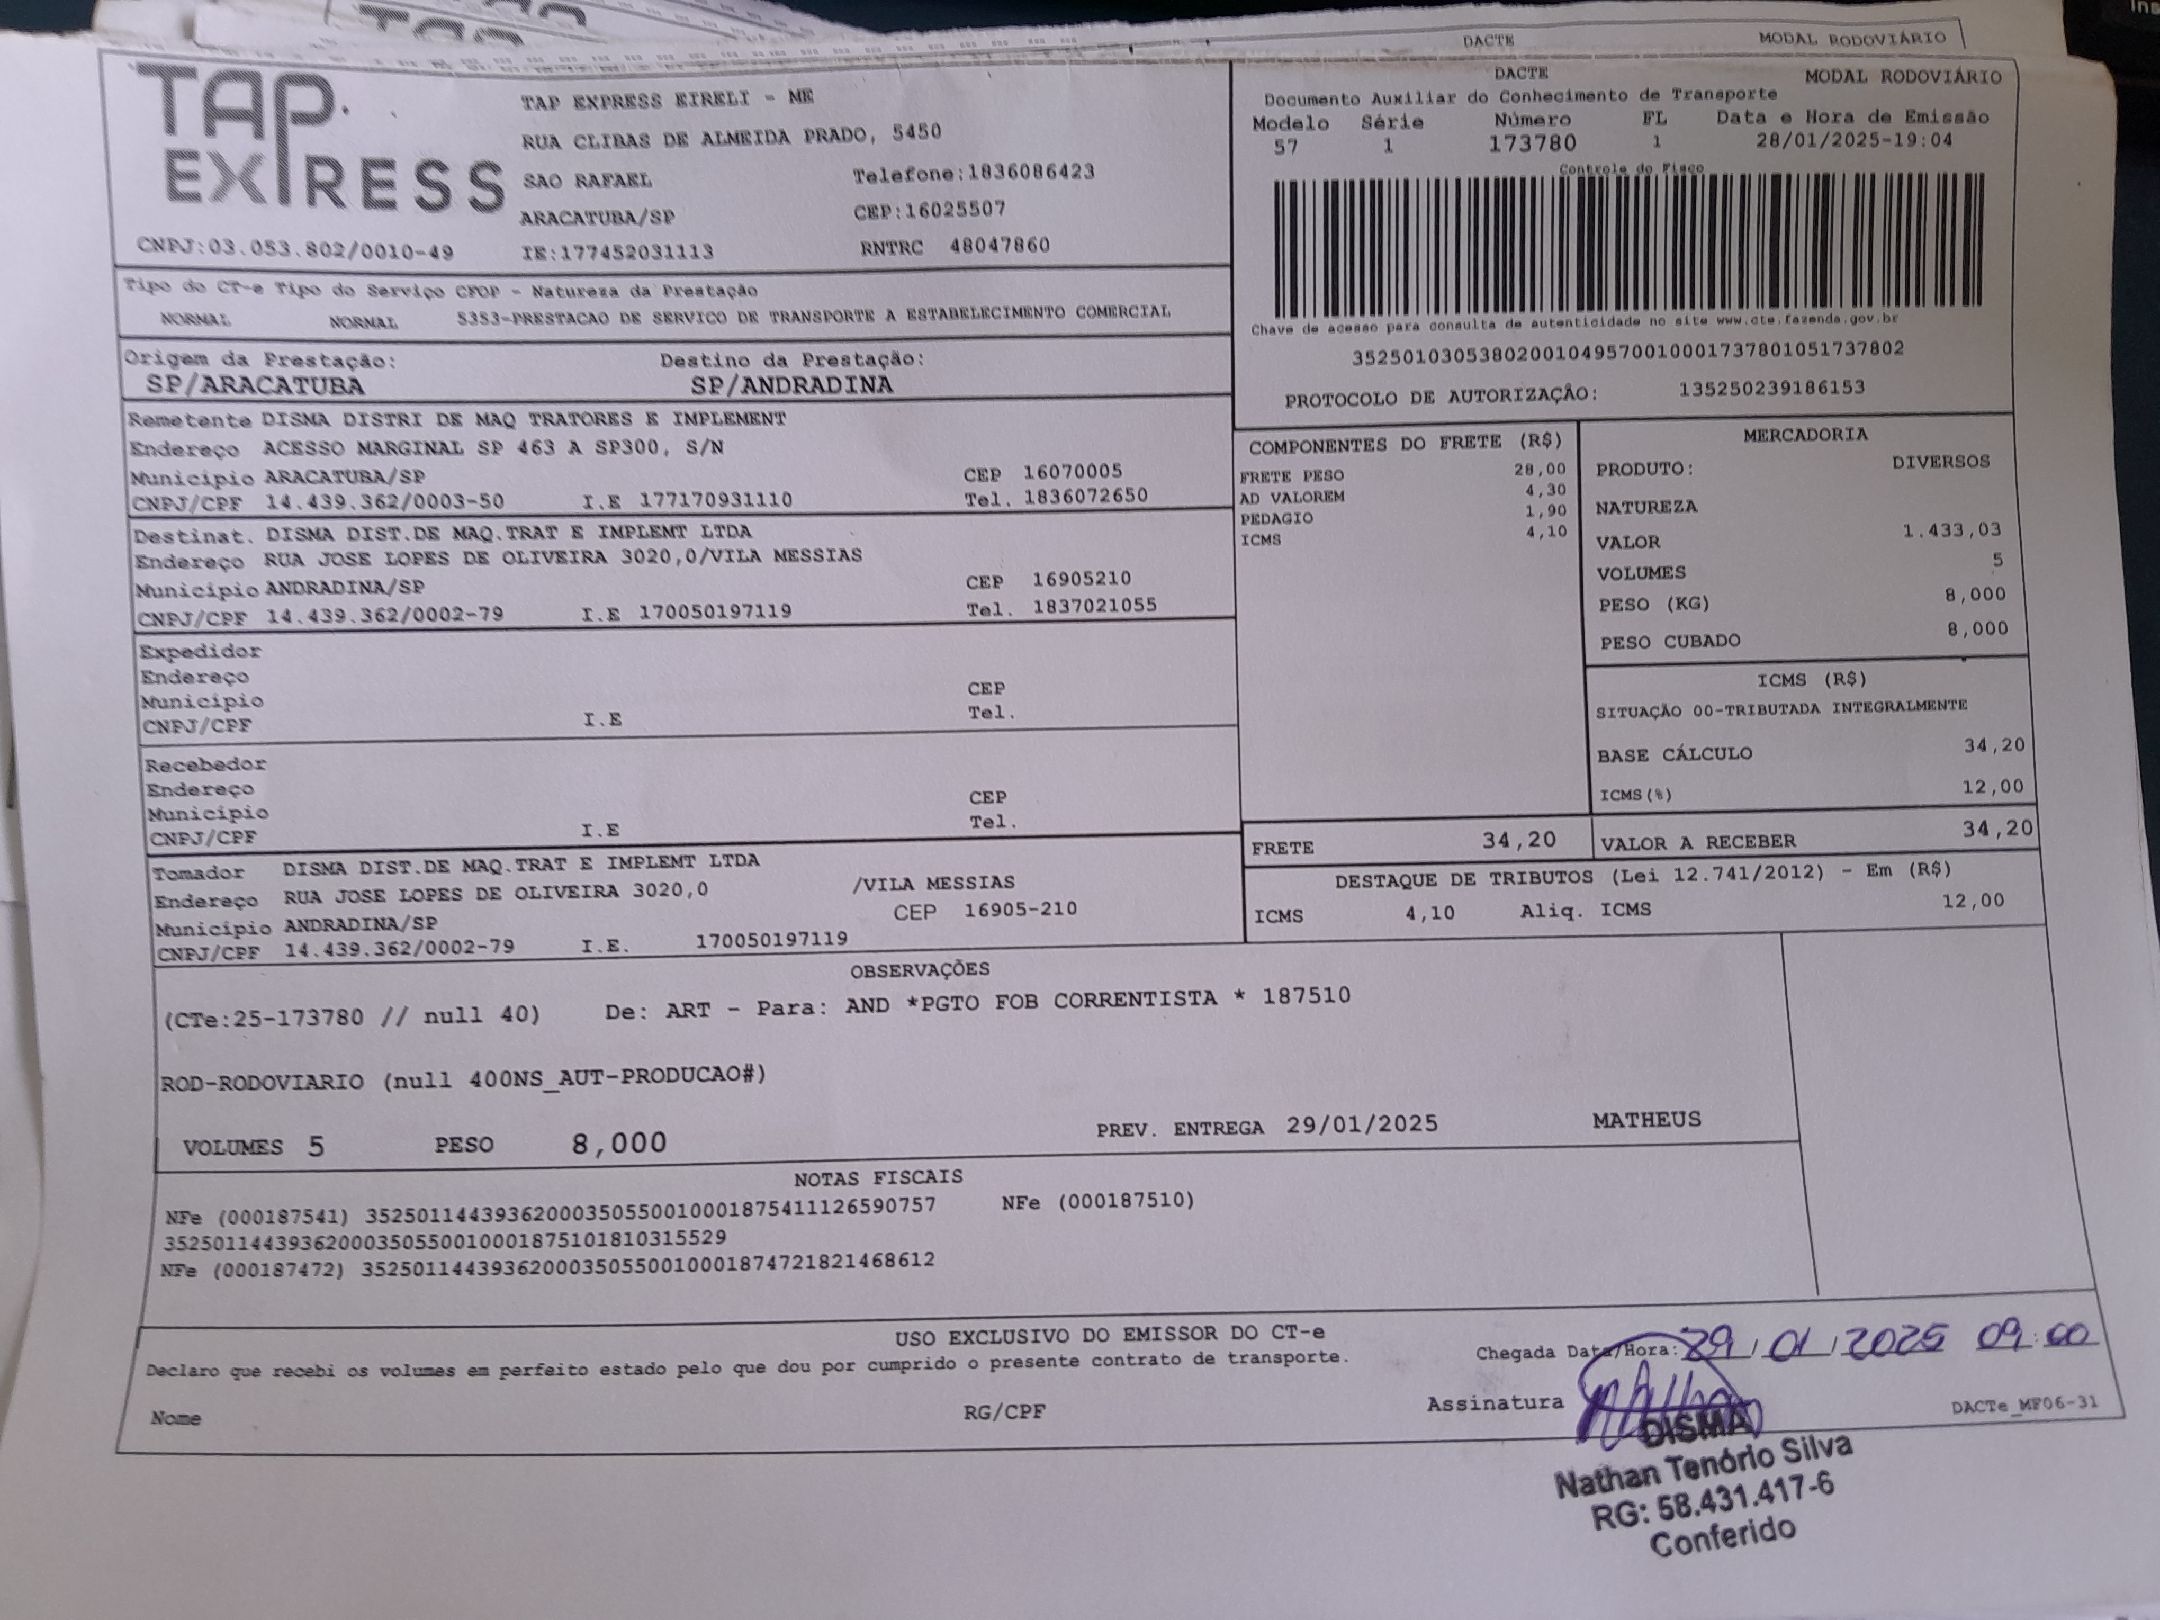 DACTE MODAL RODOVIÁRIO
TAP EXPRESS
TAP EXPRESS EIRELI - ME
RUA CLIBAS DE ALMEIDA PRADO, 5450
SAO RAFAEL Telefone:1836086423
ARACATUBA/SP CEP:16025507
CNPJ:03.053.802/0010-49 IE:177452031113 RNTRC 48047860
DACTE MODAL RODOVIÁRIO
Documento Auxiliar do Conhecimento de Transporte
Modelo Série Número FL Data e Hora de Emissão
57 1 173780 1 28/01/2025-19:04
Controle do Fisco
Chave de acesso para consulta de autenticidade no site www.cte.fazenda.gov.br
35250103053802001049570010001737801051737802
PROTOCOLO DE AUTORIZAÇÃO: 135250239186153
Tipo do CT-e Tipo do Serviço CFOP - Natureza da Prestação
NORMAL NORMAL 5353-PRESTACAO DE SERVICO DE TRANSPORTE A ESTABELECIMENTO COMERCIAL
Origem da Prestação: Destino da Prestação:
SP/ARACATUBA SP/ANDRADINA
Remetente DISMA DISTRI DE MAQ TRATORES E IMPLEMENT
Endereço ACESSO MARGINAL SP 463 A SP300, S/N
Município ARACATUBA/SP CEP 16070005
CNPJ/CPF 14.439.362/0003-50 I.E 177170931110 Tel. 1836072650
Destinat. DISMA DIST.DE MAQ.TRAT E IMPLEMT LTDA
Endereço RUA JOSE LOPES DE OLIVEIRA 3020,0/VILA MESSIAS
Município ANDRADINA/SP CEP 16905210
CNPJ/CPF 14.439.362/0002-79 I.E 170050197119 Tel. 1837021055
Expedidor
Endereço
Município CEP
CNPJ/CPF I.E Tel.
Recebedor
Endereço
Município CEP
CNPJ/CPF I.E Tel.
Tomador DISMA DIST.DE MAQ.TRAT E IMPLEMT LTDA
Endereço RUA JOSE LOPES DE OLIVEIRA 3020,0 /VILA MESSIAS
Município ANDRADINA/SP CEP 16905-210
CNPJ/CPF 14.439.362/0002-79 I.E. 170050197119
COMPONENTES DO FRETE (R$)
FRETE PESO 28,00
AD VALOREM 4,30
PEDAGIO 1,90
ICMS 4,10
MERCADORIA
PRODUTO: DIVERSOS
NATUREZA
VALOR 1.433,03
VOLUMES 5
PESO (KG) 8,000
PESO CUBADO 8,000
ICMS (R$)
SITUAÇÃO 00-TRIBUTADA INTEGRALMENTE
BASE CÁLCULO 34,20
ICMS(%) 12,00
FRETE 34,20 VALOR A RECEBER 34,20
DESTAQUE DE TRIBUTOS (Lei 12.741/2012) - Em (R$)
ICMS 4,10 Aliq. ICMS 12,00
OBSERVAÇÕES
(CTe:25-173780 // null 40) De: ART - Para: AND *PGTO FOB CORRENTISTA * 187510
ROD-RODOVIARIO (null 400NS_AUT-PRODUCAO#)
VOLUMES 5 PESO 8,000 PREV. ENTREGA 29/01/2025 MATHEUS
NOTAS FISCAIS
NFe (000187541) 35250114439362000350550010001875411126590757 NFe (000187510)
35250114439362000350550010001875101810315529
NFe (000187472) 35250114439362000350550010001874721821468612
USO EXCLUSIVO DO EMISSOR DO CT-e
Declaro que recebi os volumes em perfeito estado pelo que dou por cumprido o presente contrato de transporte.
Chegada Data/Hora: 29/01/2025 09:00
Nome RG/CPF Assinatura
DACTe_MF06-31
DISMA
Nathan Tenório Silva
RG: 58.431.417-6
Conferido